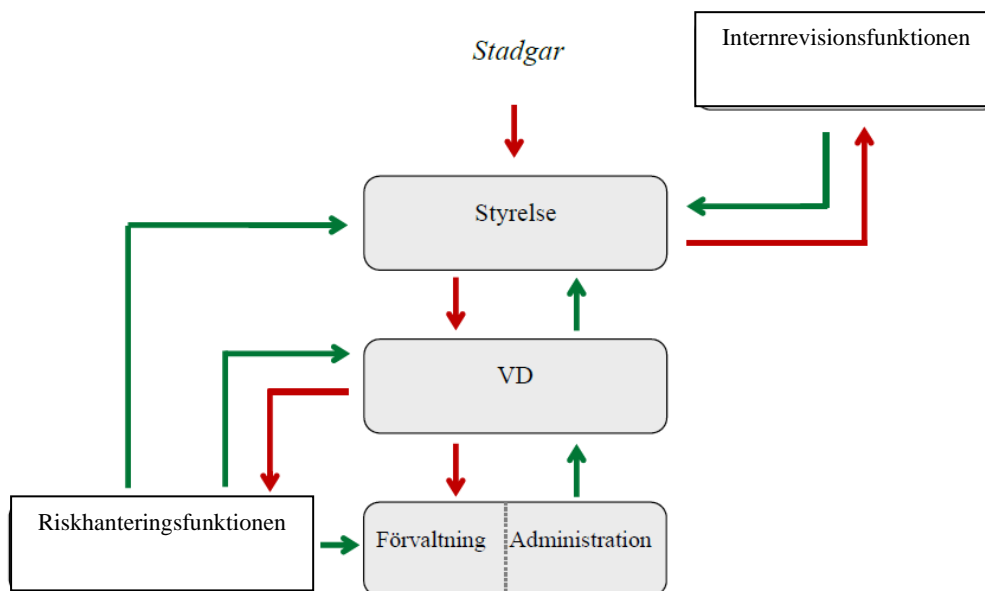 Internrevisionsfunktionen
Stadgar
Styrelse
VD
Riskhanteringsfunktionen
Förvaltning Administration